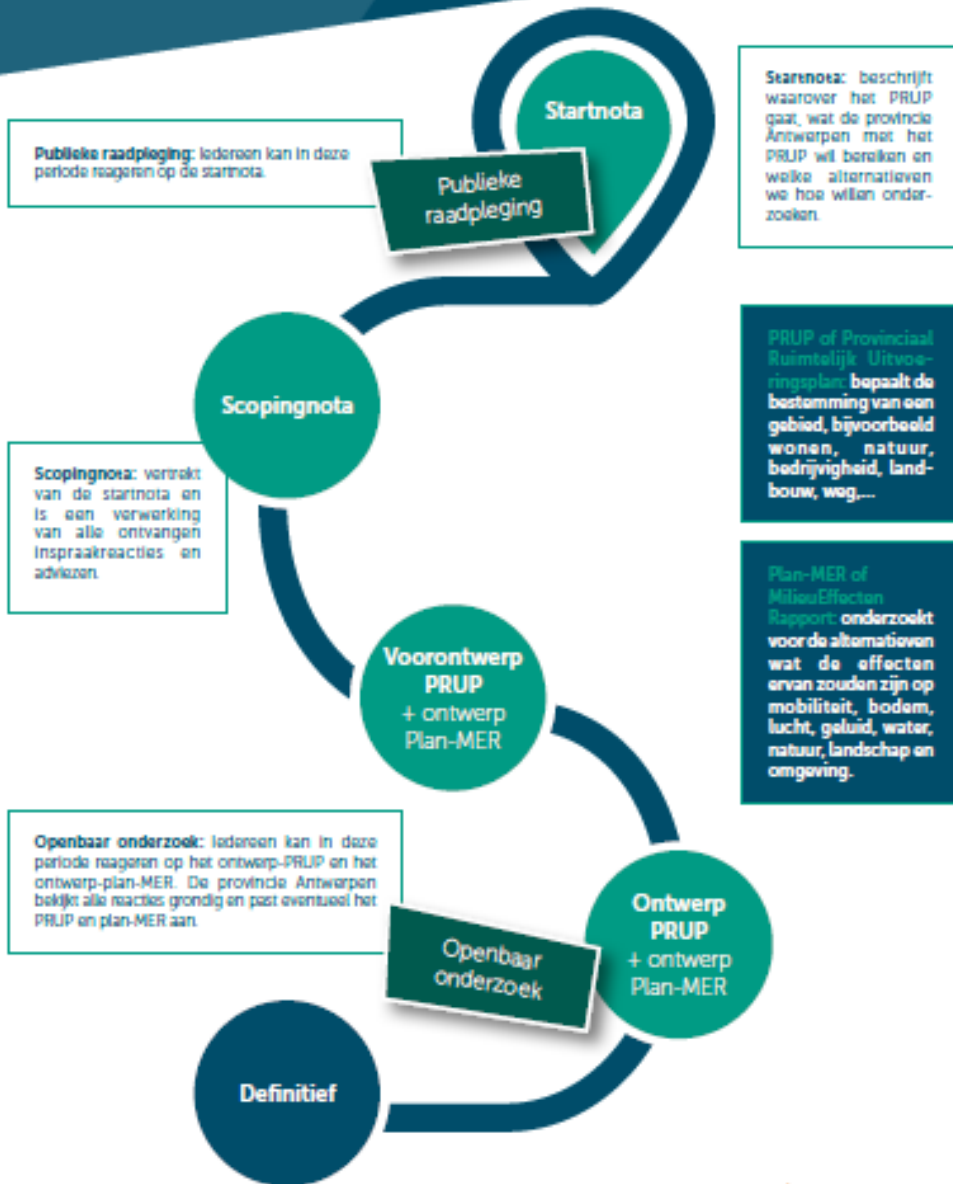 Startnota
Startnota: beschrijft
waarover het PRUP
gaat, wat de provincie
Antwerpen met het
PRUP wil bereiken en
welke alternatieven
we hoe willen onder-
zoeken.
Publieke raadpleging: Iedereen kan in deze
periode reageren op de startnota.
Publieke
raadpleging
PRUP of Provinciaal
Ruimtelijk Uitvoe-
ringsplan: bepaalt de
bestemming van een
gebied, bijvoorbeeld
wonen, natuur,
bedrijvigheid, land-
bouw, weg,...
Scopingnota
Scopingnota: vertrekt
van de startnota en
is een verwerking
van alle ontvangen
inspraakreacties en
adviezen.
Plan-MER of
MilieuEffecten
Rapport: onderzoekt
voor de alternatieven
wat de effecten
ervan zouden zijn op
mobiliteit, bodem,
lucht, geluid, water,
natuur, landschap en
omgeving.
Voorontwerp
PRUP
+ ontwerp
Plan-MER
Openbaar onderzoek: Iedereen kan in deze
periode reageren op het ontwerp-PRUP en het
ontwerp-plan-MER. De provincie Antwerpen
bekijkt alle reacties grondig en past eventueel het
PRUP en plan-MER aan.
Ontwerp
PRUP
+ ontwerp
Plan-MER
Openbaar
onderzoek
Definitief